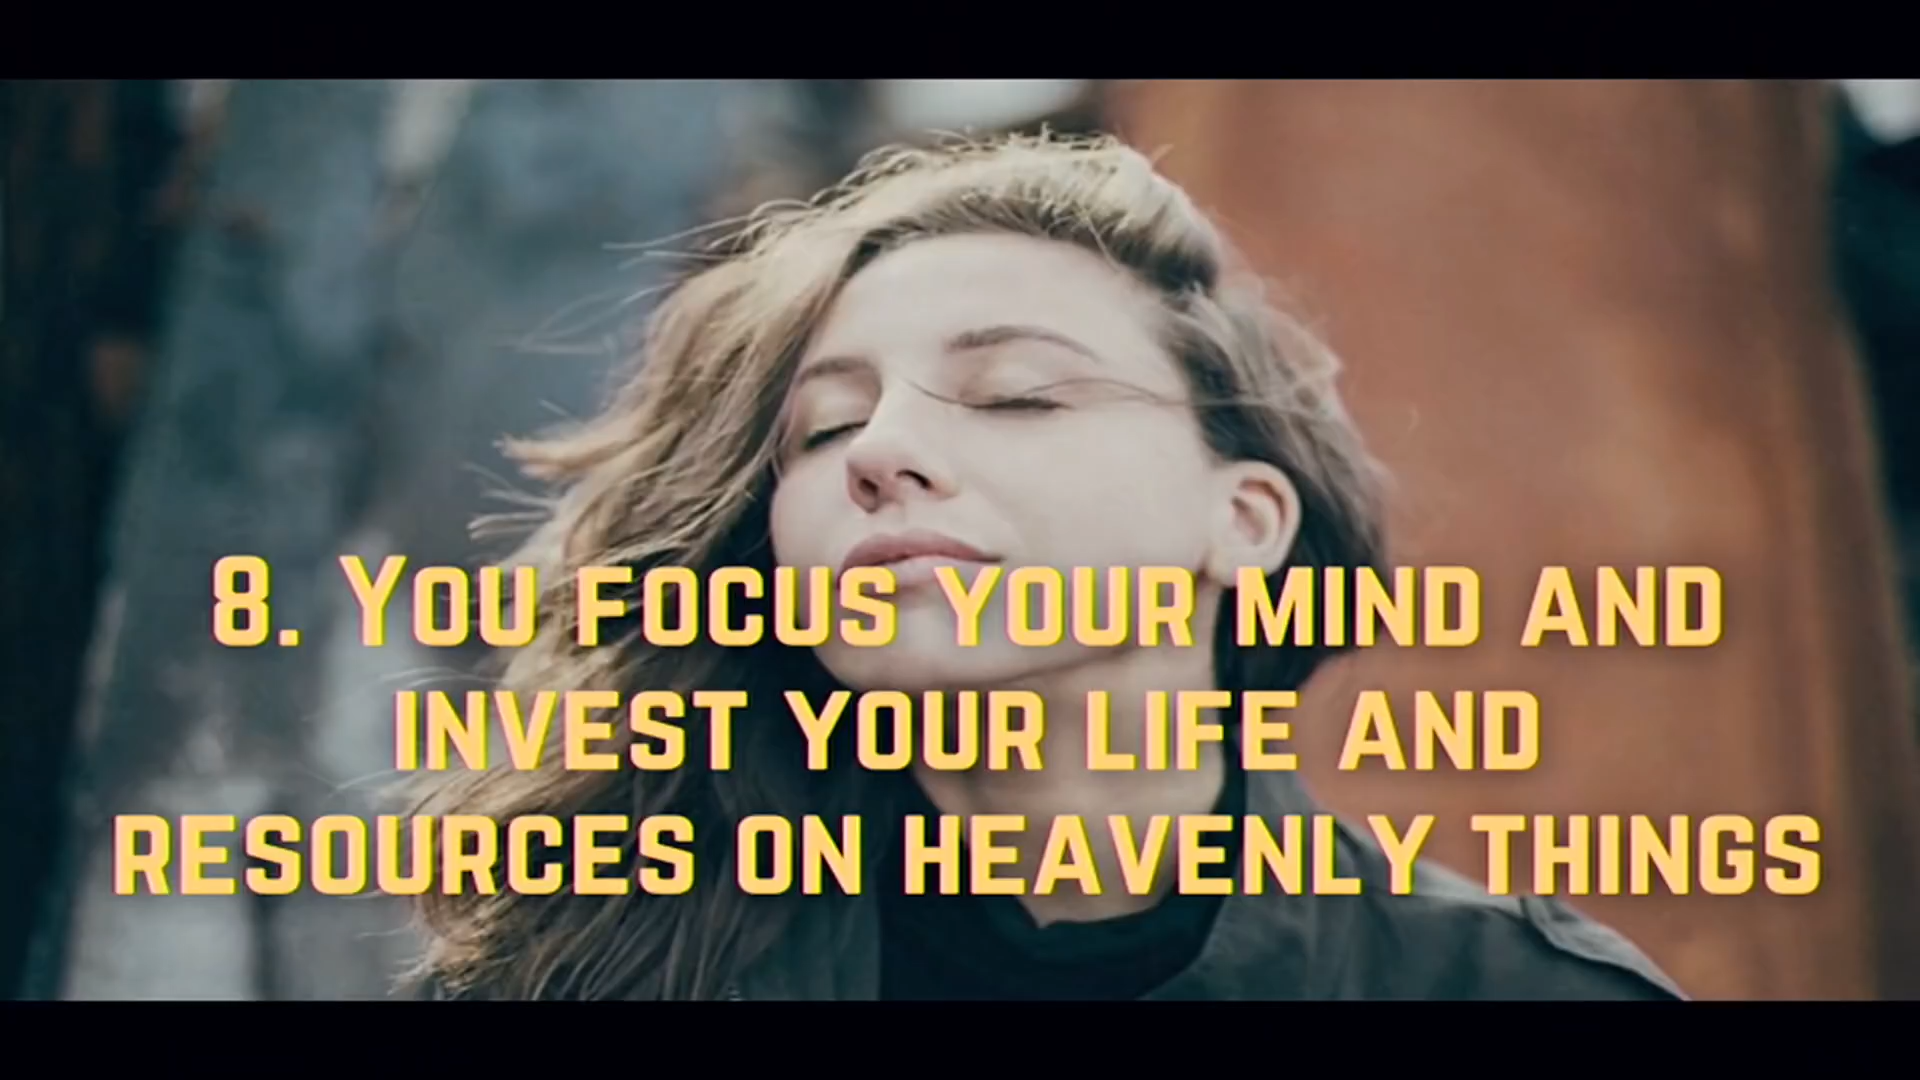 8. You focus your mind and
invest your life and
resources on heavenly things